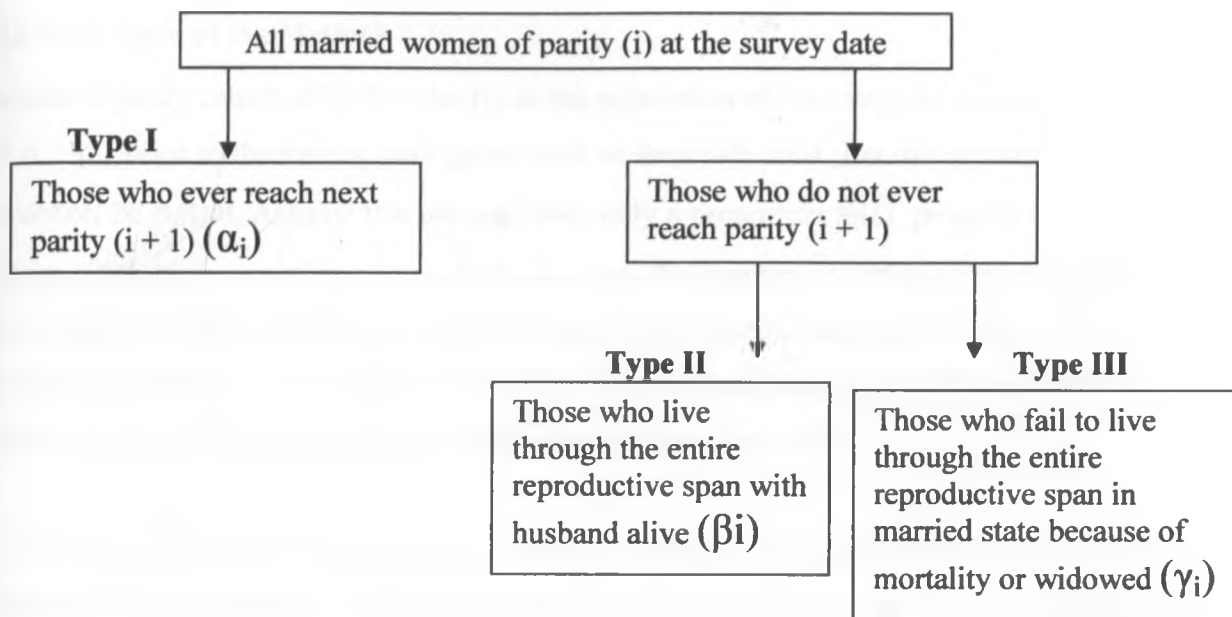 All married women of parity (i) at the survey date
Type I
Those who ever reach next
parity (i + 1) (αᵢ)
Those who do not ever
reach parity (i + 1)
Type II
Those who live
through the entire
reproductive span with
husband alive (βi)
Type III
Those who fail to live
through the entire
reproductive span in
married state because of
mortality or widowed (γᵢ)